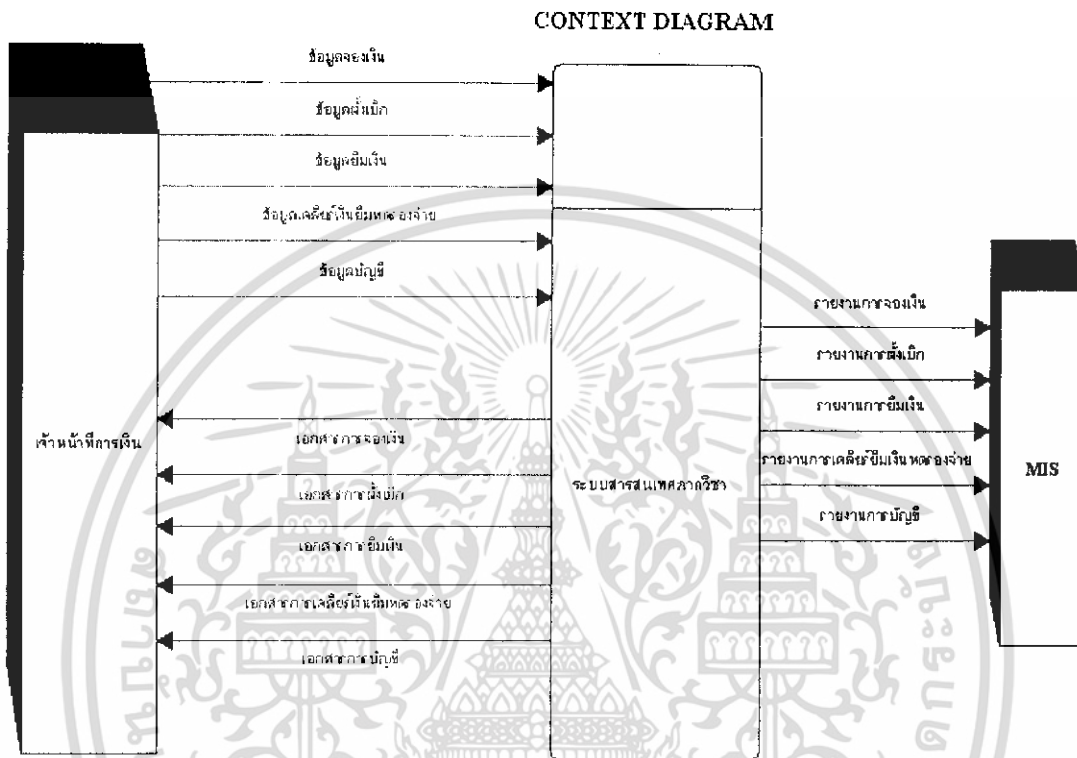 CONTEXT DIAGRAM
ข้อมูลจองเงิน
ข้อมูลตั้งเบิก
ข้อมูลยืมเงิน
ข้อมูลเคลียร์เงินยืมทดรองจ่าย
ข้อมูลบัญชี
รายงานการจองเงิน
รายงานการตั้งเบิก
รายงานการยืมเงิน
รายงานการเคลียร์ยืมเงินทดรองจ่าย
รายงานการบัญชี
เจ้าหน้าที่การเงิน
เอกสารการจองเงิน
เอกสารการตั้งเบิก
เอกสารการยืมเงิน
เอกสารการเคลียร์เงินยืมทดรองจ่าย
เอกสารการบัญชี
ระบบสารสนเทศภาควิชา
MIS